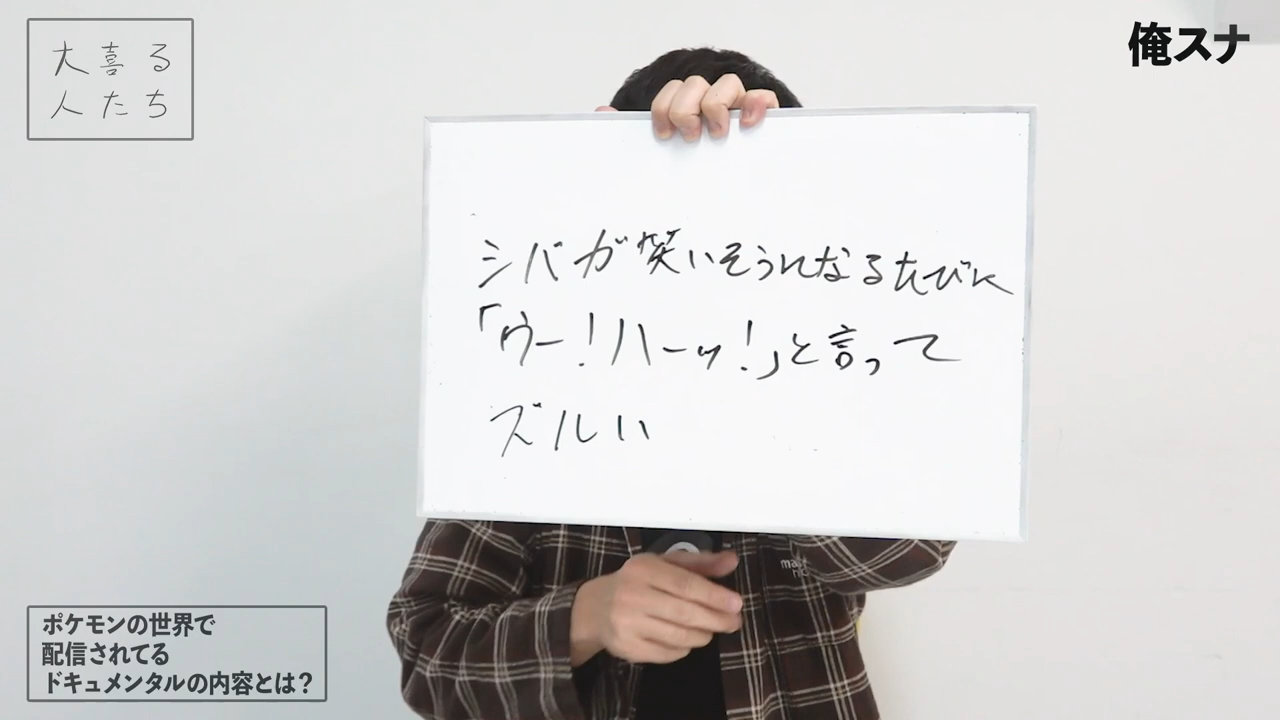 大喜る
人たち
俺スナ
シバが笑いそうになるたびに
「ウー!ハーッ!」と言って
ズルい
ポケモンの世界で
配信されてる
ドキュメンタルの内容とは?